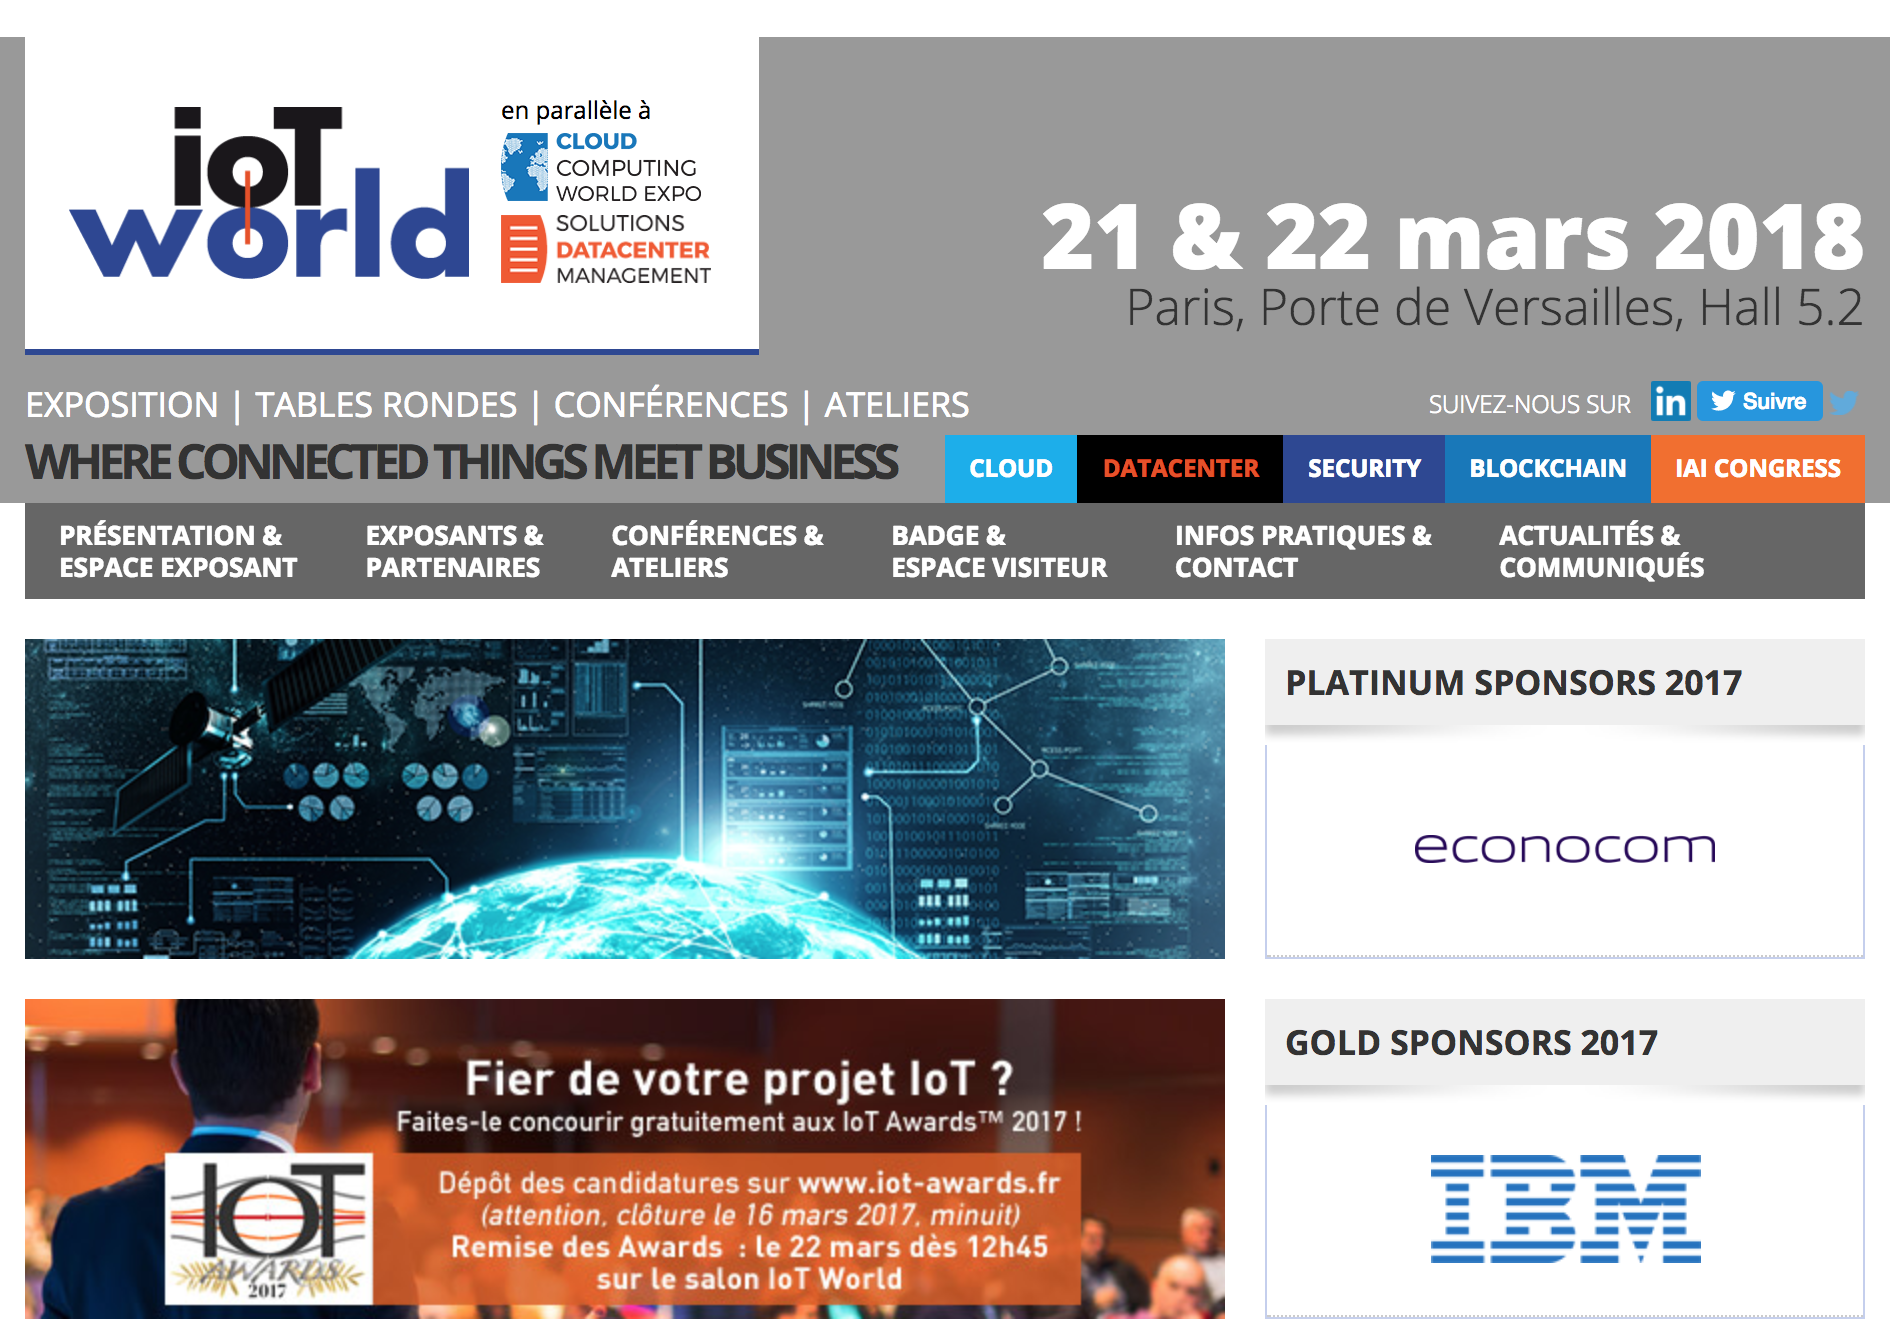 ioT
world
en parallèle à
CLOUD
COMPUTING
WORLD EXPO
SOLUTIONS
DATACENTER
MANAGEMENT
21 & 22 mars 2018
Paris, Porte de Versailles, Hall 5.2
EXPOSITION | TABLES RONDES | CONFÉRENCES | ATELIERS
SUIVEZ-NOUS SUR in Suivre
WHERE CONNECTED THINGS MEET BUSINESS
CLOUD DATACENTER SECURITY BLOCKCHAIN IAI CONGRESS
PRÉSENTATION &
ESPACE EXPOSANT
EXPOSANTS &
PARTENAIRES
CONFÉRENCES &
ATELIERS
BADGE &
ESPACE VISITEUR
INFOS PRATIQUES &
CONTACT
ACTUALITÉS &
COMMUNIQUÉS
PLATINUM SPONSORS 2017
econocom
Fier de votre projet IoT ?
Faites-le concourir gratuitement aux IoT Awards™ 2017 !
Dépôt des candidatures sur www.iot-awards.fr
(attention, clôture le 16 mars 2017, minuit)
Remise des Awards : le 22 mars dès 12h45
sur le salon IoT World
IoT
AWARDS
2017
GOLD SPONSORS 2017
IBM